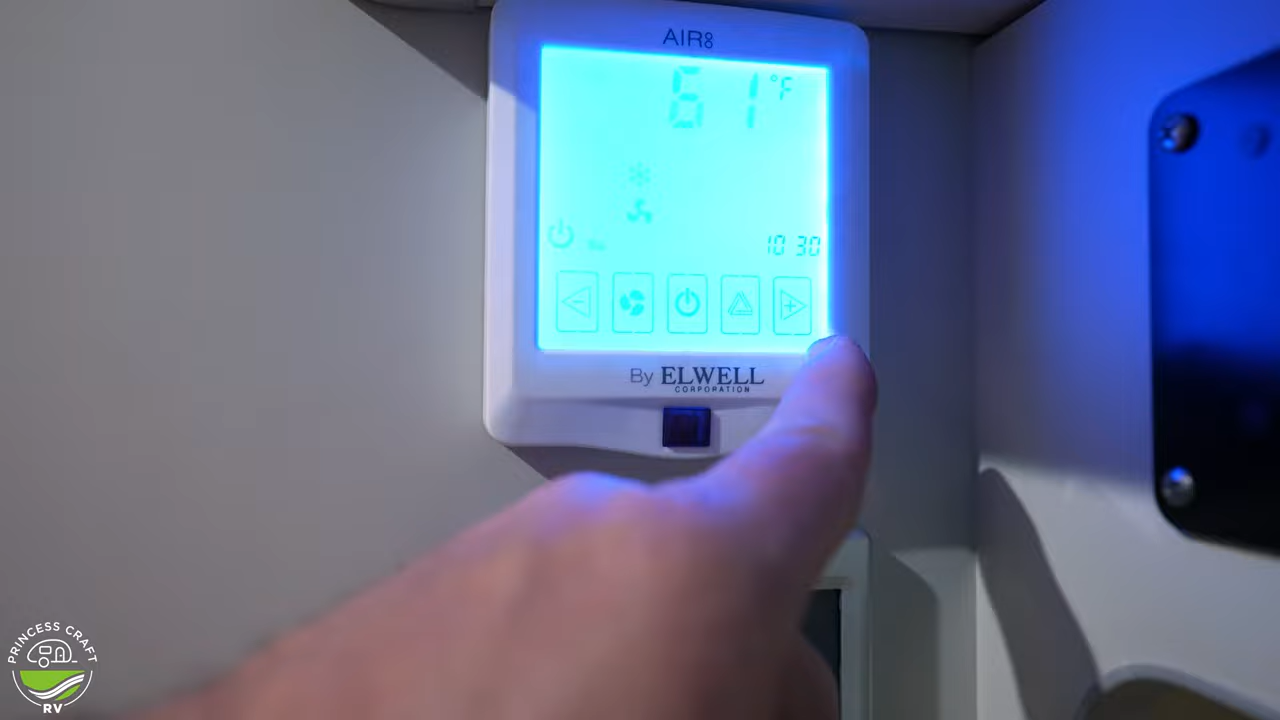 AIR8
61 °F
10 30
By ELWELL
CORPORATION
PRINCESS CRAFT
RV